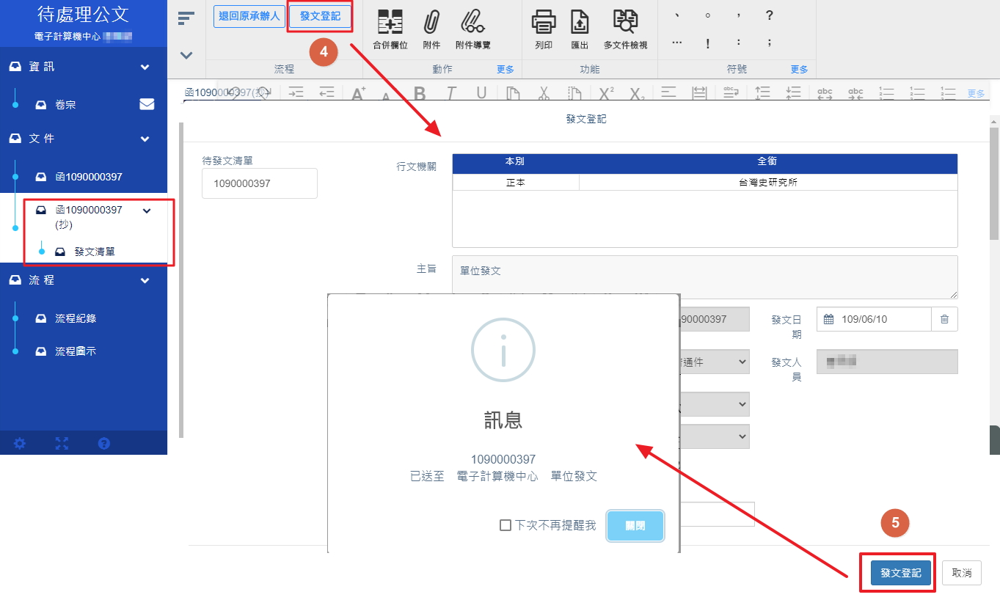 待處理公文
電子計算機中心
資訊
卷宗
文件
函1090000397
函1090000397
(抄)
發文清單
流程
流程紀錄
流程圖示
退回原承辦人
發文登記
4
流程
合併欄位
附件
附件導覽
動作
更多
列印
匯出
多文件檢視
功能
、 。 , ?
… ! : ;
符號
更多
函1090000397(抄)
A+ A B T U X² X₂ abc abc abc
更多
發文登記
待發文清單
1090000397
行文機關
本別 全銜
正本 台灣史研究所
主旨
單位發文
90000397
發文日期
109/06/10
通件
發文人員
訊息
1090000397
已送至 電子計算機中心 單位發文
下次不再提醒我
關閉
5
發文登記
取消